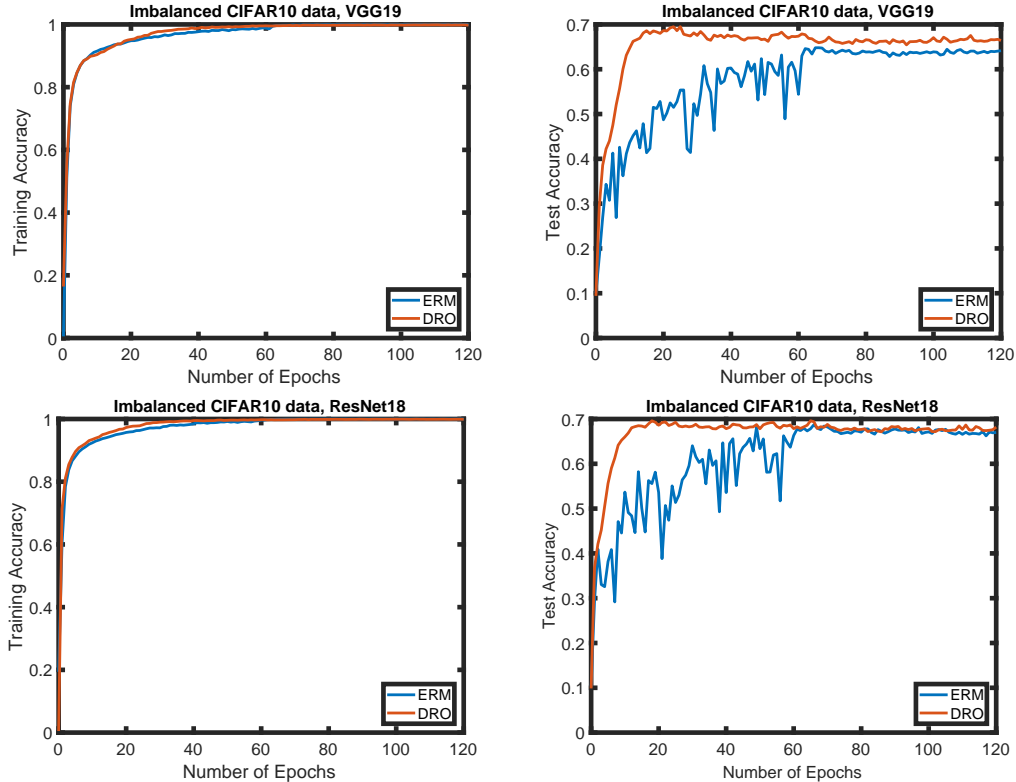 Imbalanced CIFAR10 data, VGG19
Training Accuracy
1
0.8
0.6
0.4
0.2
0
0 20 40 60 80 100 120
Number of Epochs
ERM
DRO
Imbalanced CIFAR10 data, VGG19
Test Accuracy
0.7
0.6
0.5
0.4
0.3
0.2
0.1
0 20 40 60 80 100 120
Number of Epochs
ERM
DRO
Imbalanced CIFAR10 data, ResNet18
Training Accuracy
1
0.8
0.6
0.4
0.2
0
0 20 40 60 80 100 120
Number of Epochs
ERM
DRO
Imbalanced CIFAR10 data, ResNet18
Test Accuracy
0.7
0.6
0.5
0.4
0.3
0.2
0.1
0 20 40 60 80 100 120
Number of Epochs
ERM
DRO